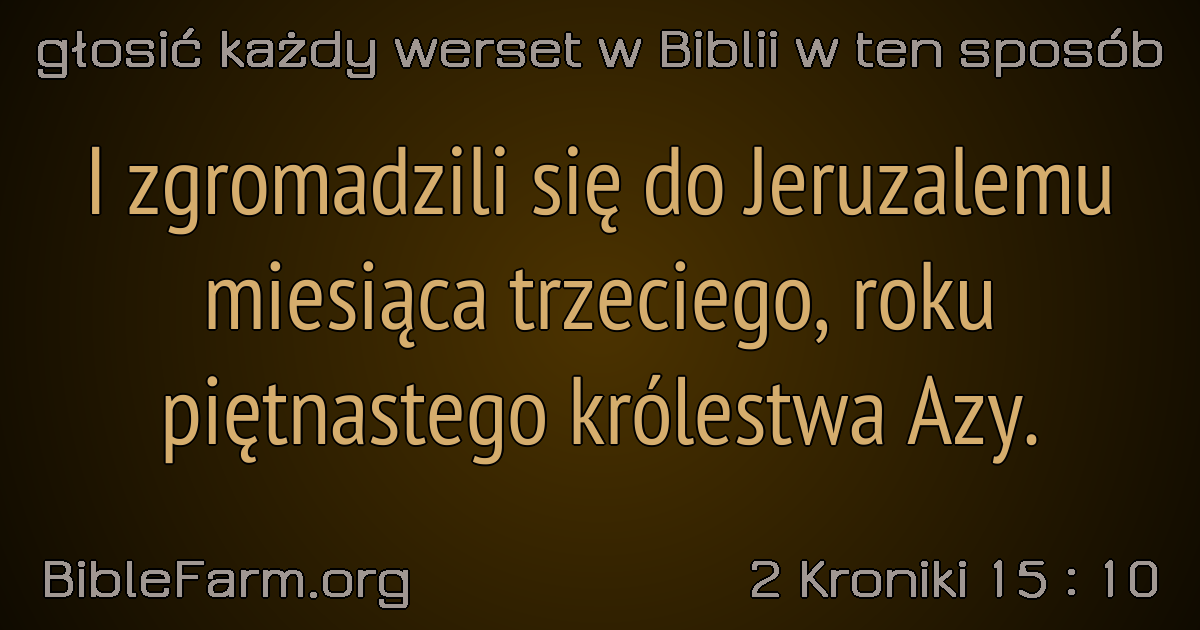 głosić każdy werset w Biblii w ten sposób
I zgromadzili się do Jeruzalemu
miesiąca trzeciego, roku
piętnastego królestwa Azy.
BibleFarm.org
2 Kroniki 15 : 10